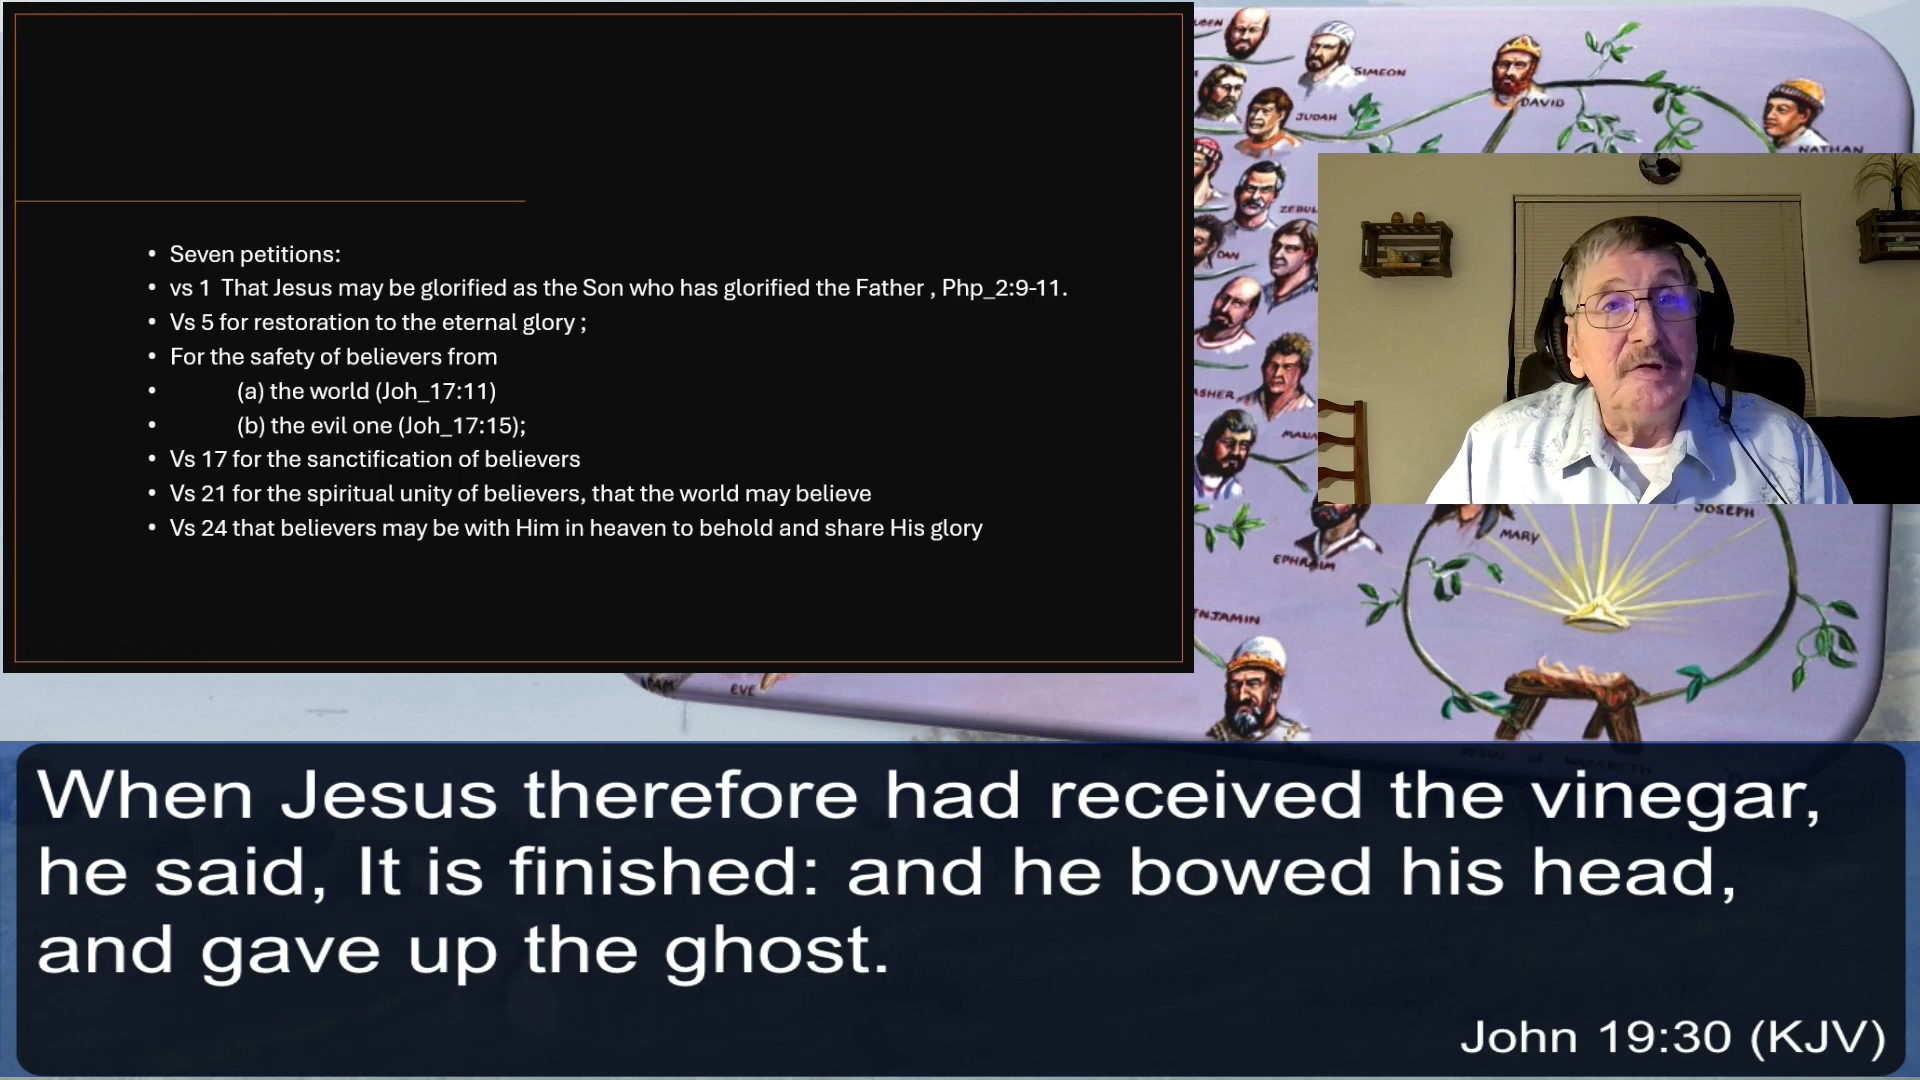 • Seven petitions:
• vs 1  That Jesus may be glorified as the Son who has glorified the Father , Php_2:9-11.
• Vs 5 for restoration to the eternal glory ;
• For the safety of believers from
• (a) the world (Joh_17:11)
• (b) the evil one (Joh_17:15);
• Vs 17 for the sanctification of believers
• Vs 21 for the spiritual unity of believers, that the world may believe
• Vs 24 that believers may be with Him in heaven to behold and share His glory
SIMEON
DAVID
JUDAH
NATHAN
DAN
MARY
JOSEPH
EPHRAIM
EVE
When Jesus therefore had received the vinegar,
he said, It is finished: and he bowed his head,
and gave up the ghost.
John 19:30 (KJV)